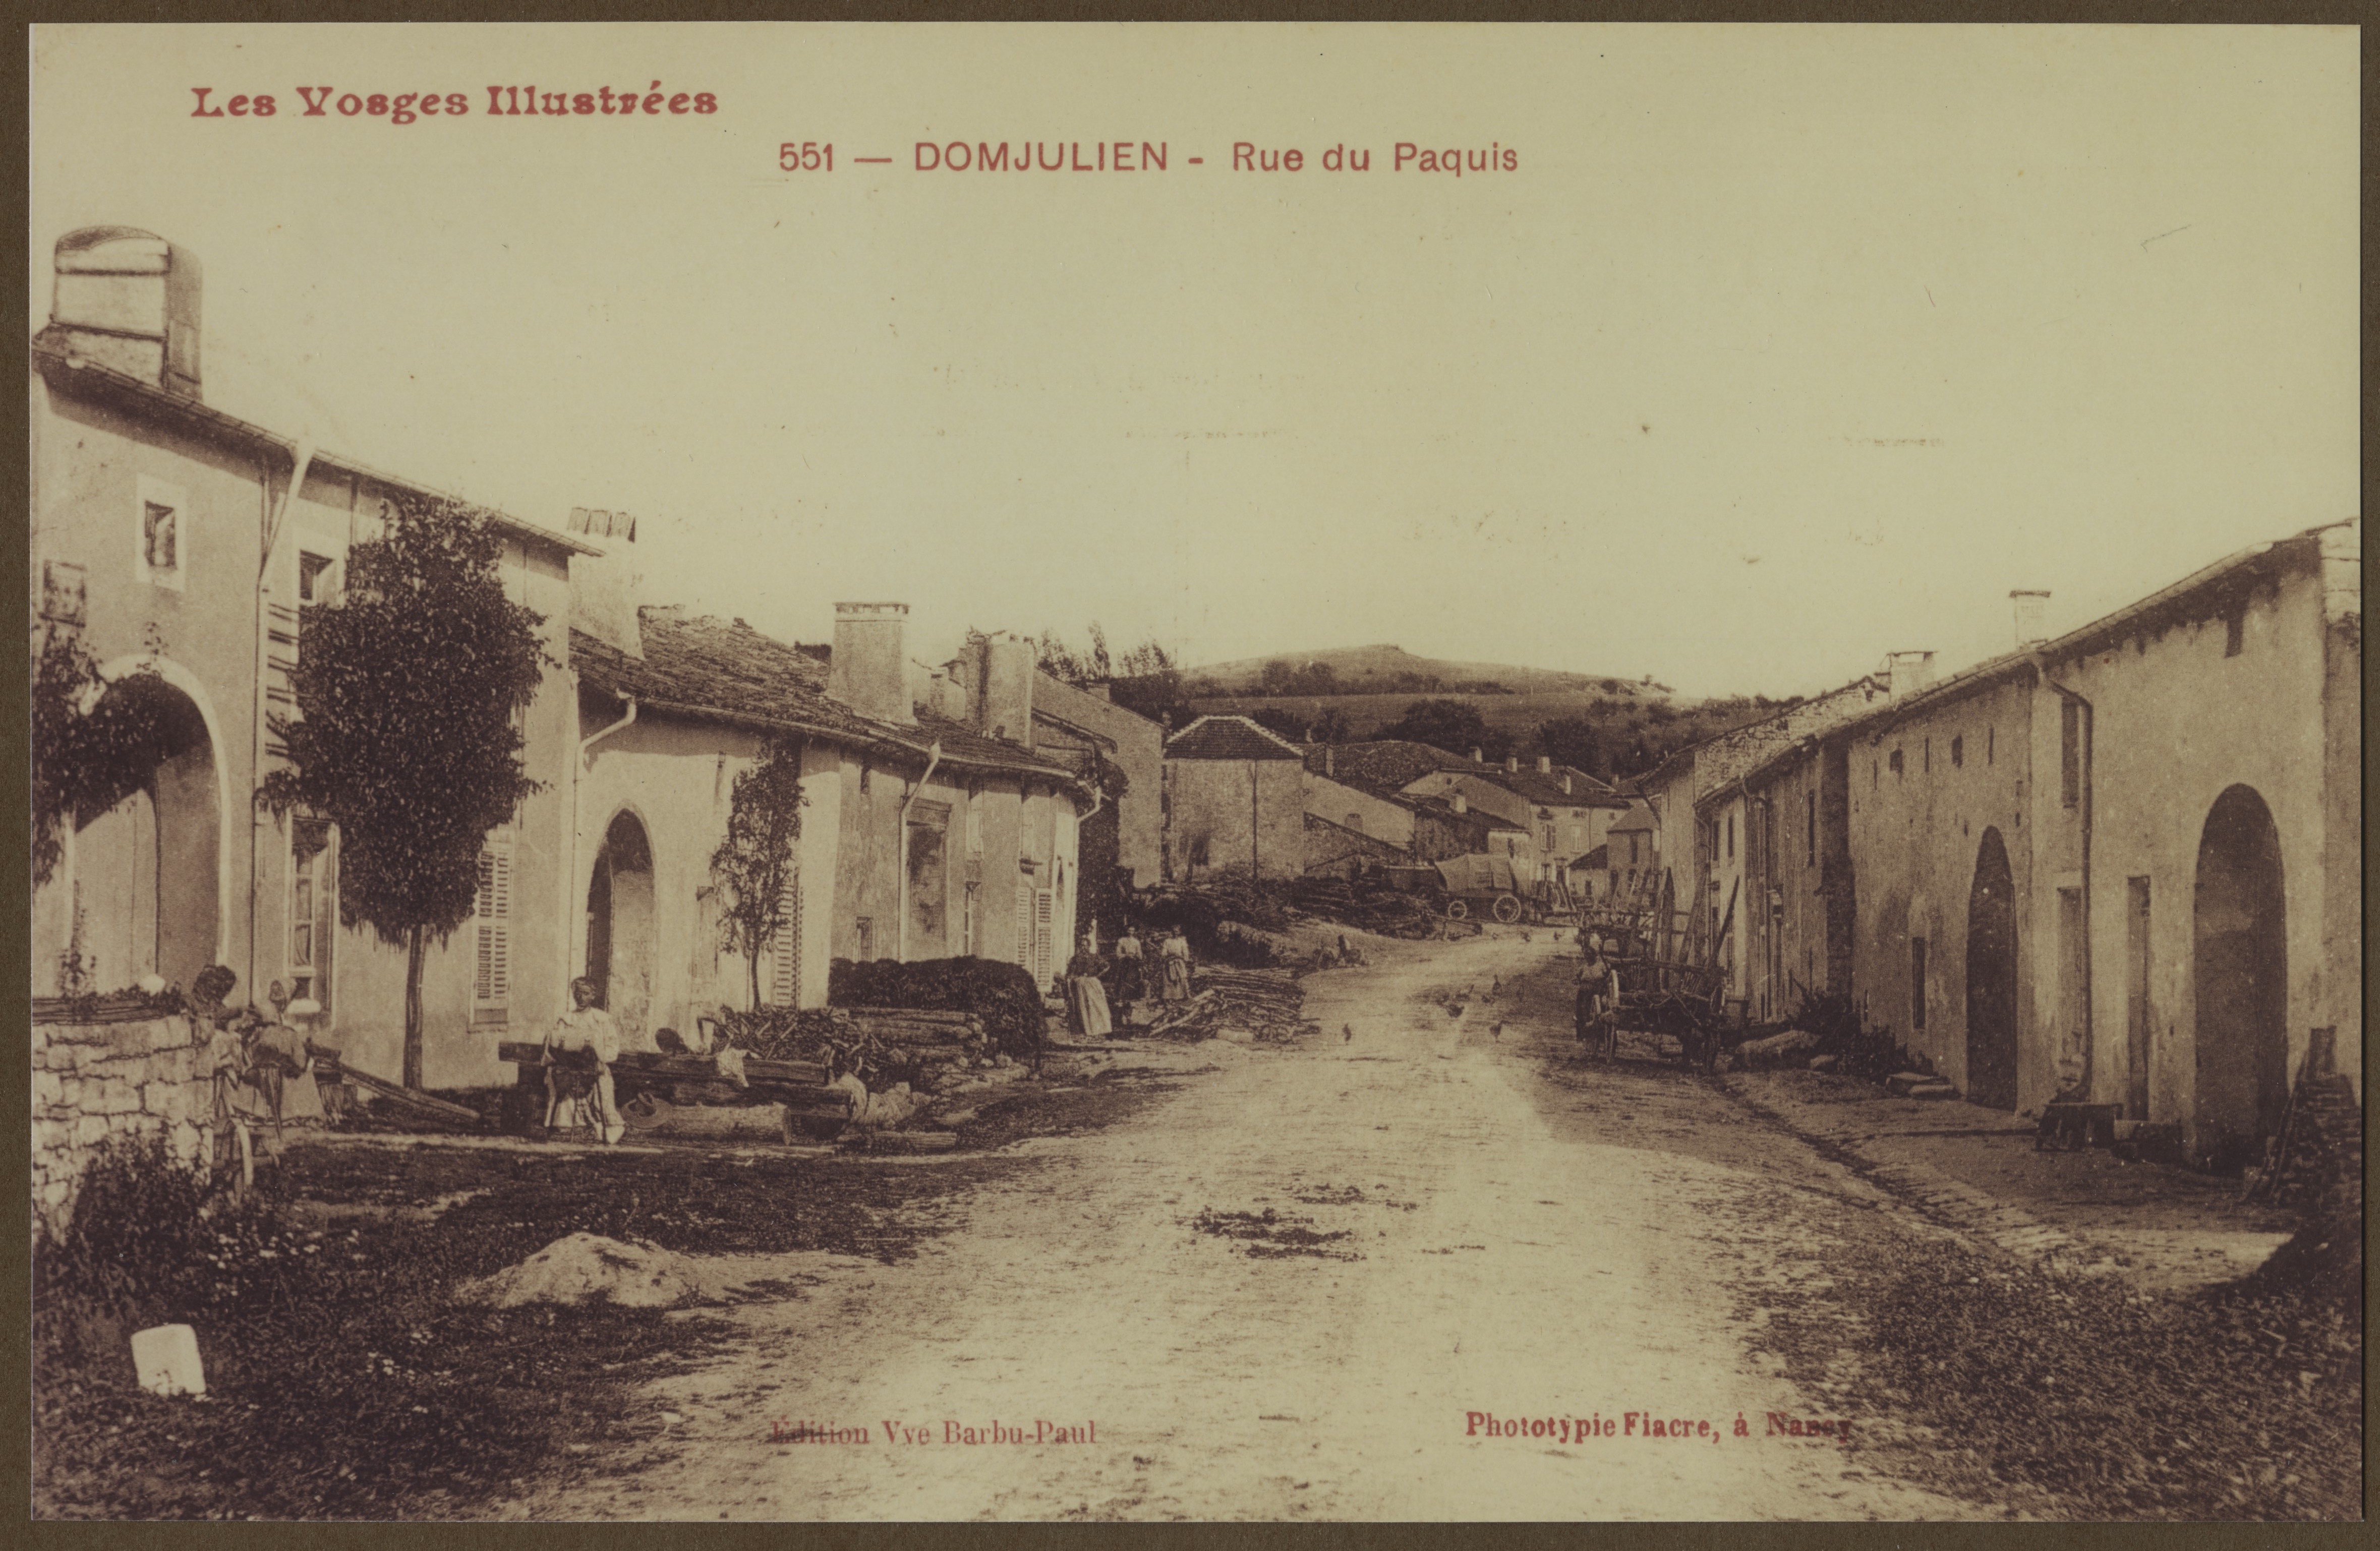 Les Vosges Illustrées
551 — DOMJULIEN - Rue du Paquis
Édition Vve Barbu-Paul
Phototypie Fiacre, à Nancy